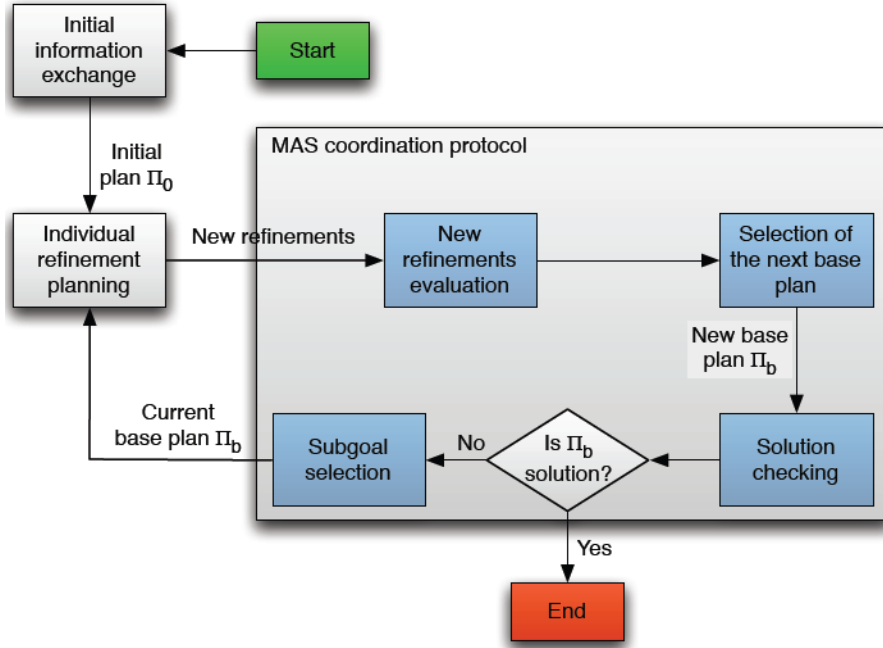 Initial
information
exchange
Start
Initial
plan Π0
MAS coordination protocol
Individual
refinement
planning
New refinements
New
refinements
evaluation
Selection of
the next base
plan
New base
plan Πb
Current
base plan Πb
Subgoal
selection
No
Is Πb
solution?
Solution
checking
Yes
End